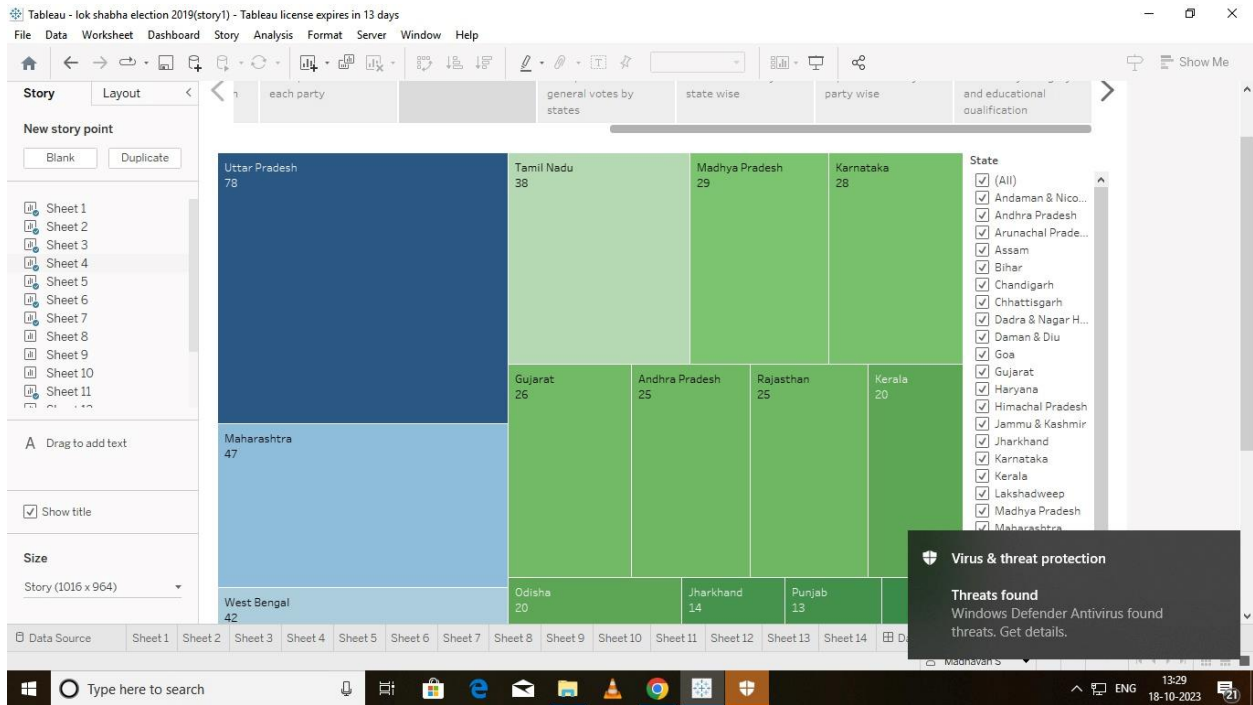 Tableau - lok shabha election 2019(story1) - Tableau license expires in 13 days
File Data Worksheet Dashboard Story Analysis Format Server Window Help
Show Me
Story Layout
New story point
Blank Duplicate
Sheet 1
Sheet 2
Sheet 3
Sheet 4
Sheet 5
Sheet 6
Sheet 7
Sheet 8
Sheet 9
Sheet 10
Sheet 11
A Drag to add text
Show title
Size
Story (1016 x 964)
each party
general votes by
states
state wise
party wise
and educational
qualification
Uttar Pradesh
78
Maharashtra
47
West Bengal
42
Tamil Nadu
38
Madhya Pradesh
29
Karnataka
28
Gujarat
26
Andhra Pradesh
25
Rajasthan
25
Kerala
20
Odisha
20
Jharkhand
14
Punjab
13
State
(All)
Andaman & Nico...
Andhra Pradesh
Arunachal Prade...
Assam
Bihar
Chandigarh
Chhattisgarh
Dadra & Nagar H...
Daman & Diu
Goa
Gujarat
Haryana
Himachal Pradesh
Jammu & Kashmir
Jharkhand
Karnataka
Kerala
Lakshadweep
Madhya Pradesh
Maharashtra
Virus & threat protection
Threats found
Windows Defender Antivirus found
threats. Get details.
Data Source Sheet 1 Sheet 2 Sheet 3 Sheet 4 Sheet 5 Sheet 6 Sheet 7 Sheet 8 Sheet 9 Sheet 10 Sheet 11 Sheet 12 Sheet 13 Sheet 14
Madhavan S
Type here to search
ENG
13:29
18-10-2023
21